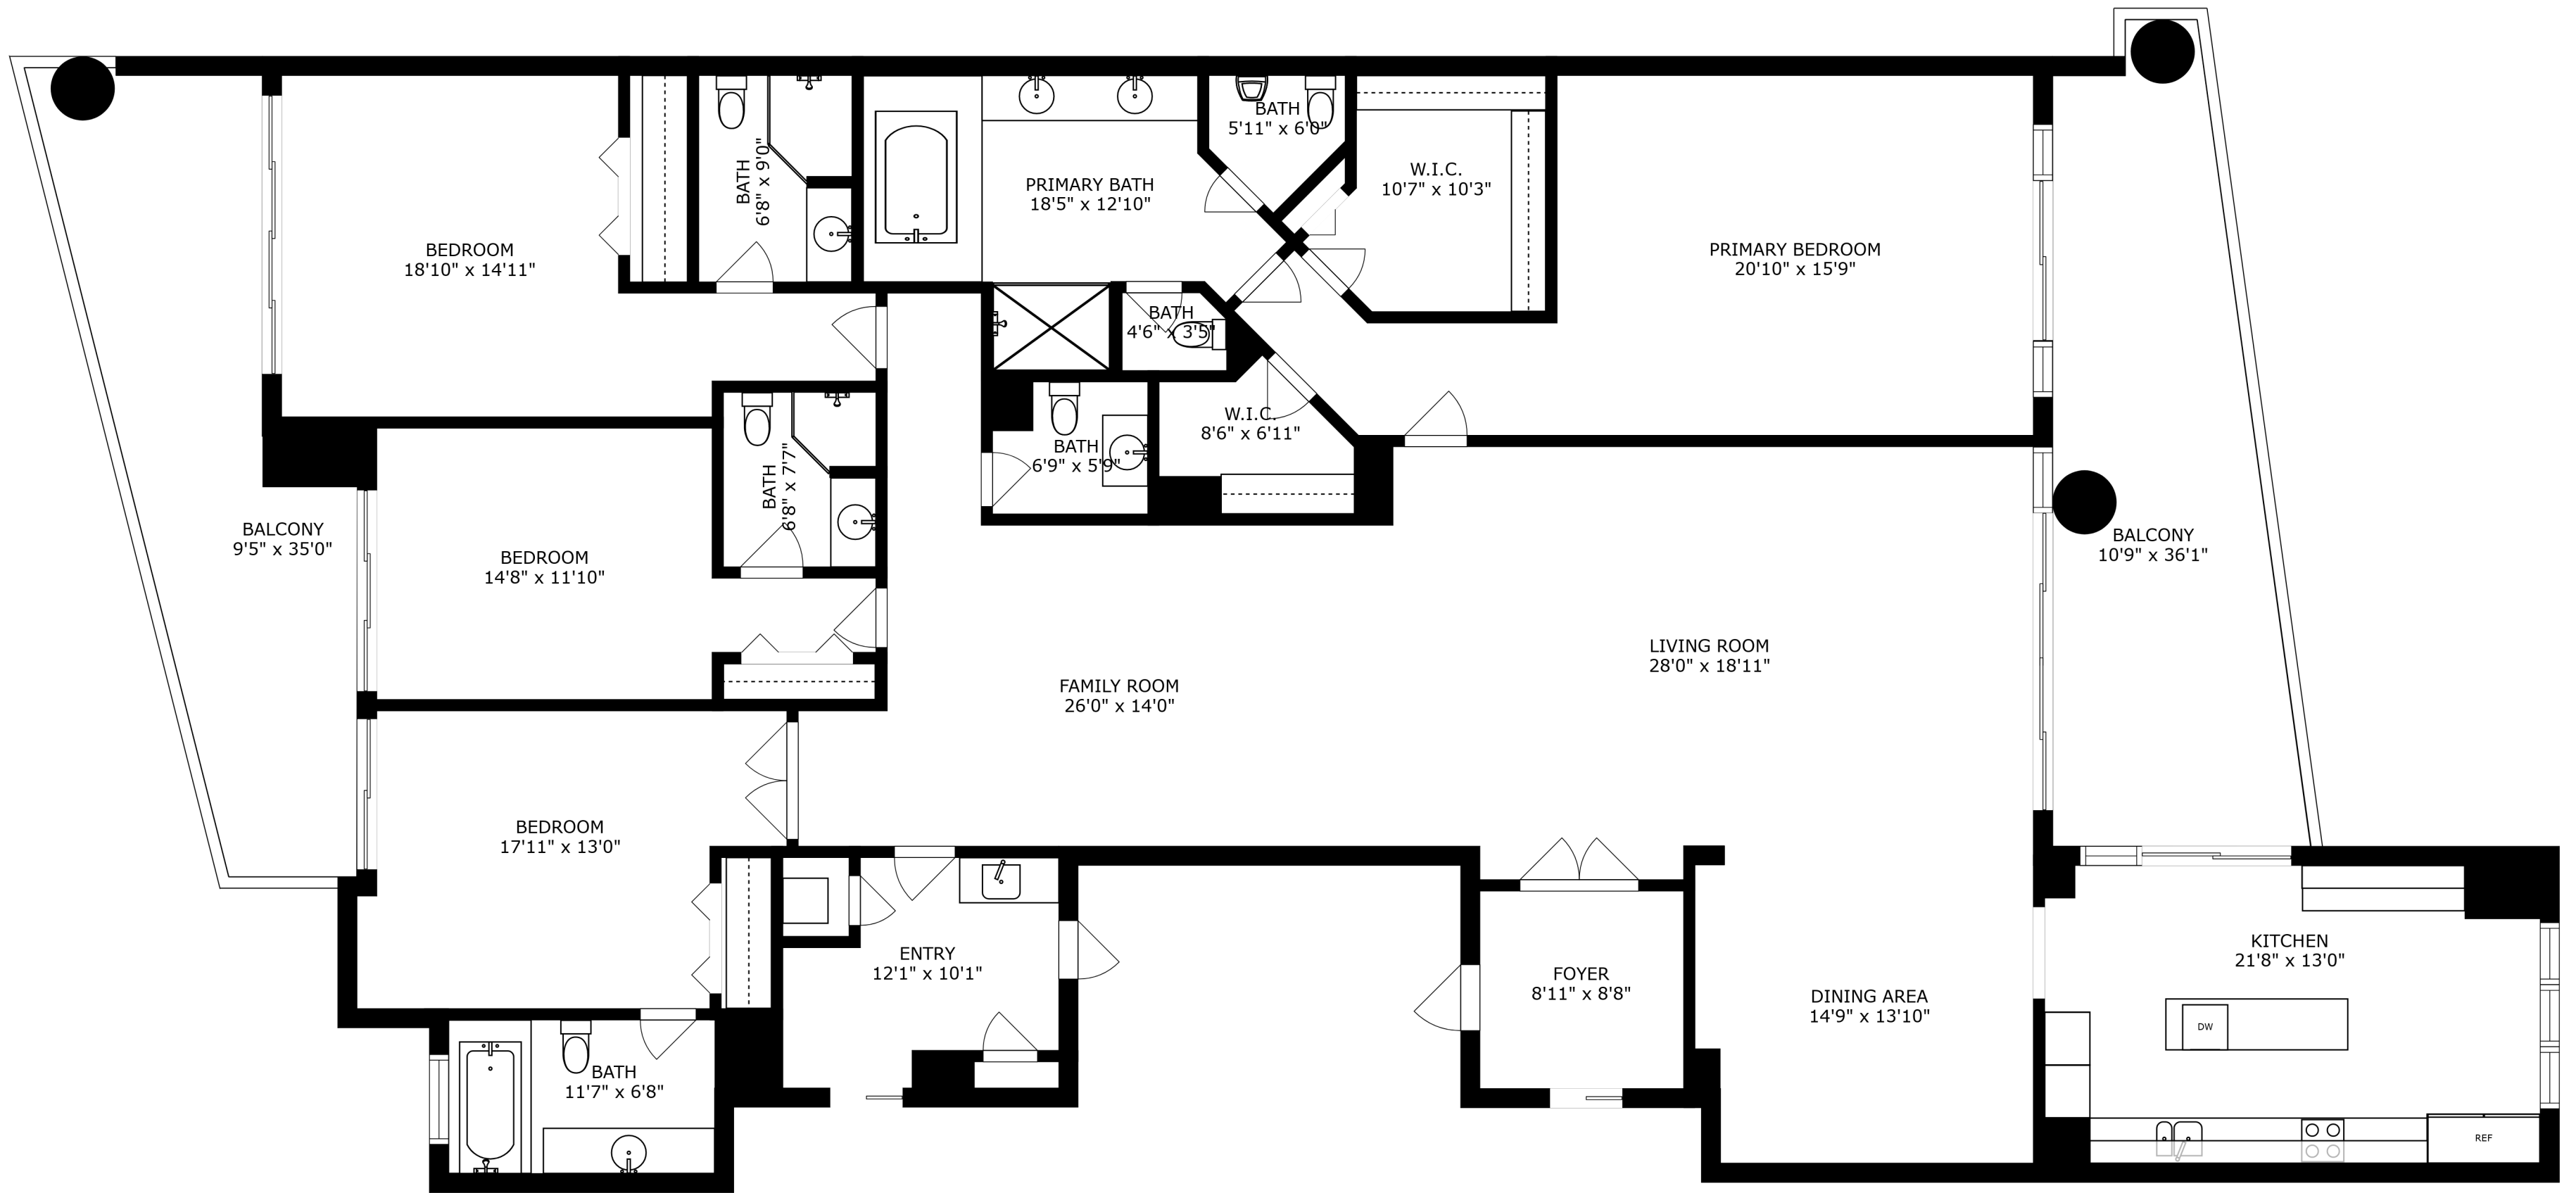 BATH
5'11" x 6'0"
BATH
6'8" x 9'0"
W.I.C.
10'7" x 10'3"
PRIMARY BATH
18'5" x 12'10"
BEDROOM
18'10" x 14'11"
PRIMARY BEDROOM
20'10" x 15'9"
BATH
4'6" x 3'5"
W.I.C.
8'6" x 6'11"
BATH
6'9" x 5'9"
BATH
6'8" x 7'7"
BALCONY
9'5" x 35'0"
BALCONY
10'9" x 36'1"
BEDROOM
14'8" x 11'10"
LIVING ROOM
28'0" x 18'11"
FAMILY ROOM
26'0" x 14'0"
BEDROOM
17'11" x 13'0"
KITCHEN
21'8" x 13'0"
ENTRY
12'1" x 10'1"
FOYER
8'11" x 8'8"
DINING AREA
14'9" x 13'10"
DW
BATH
11'7" x 6'8"
REF